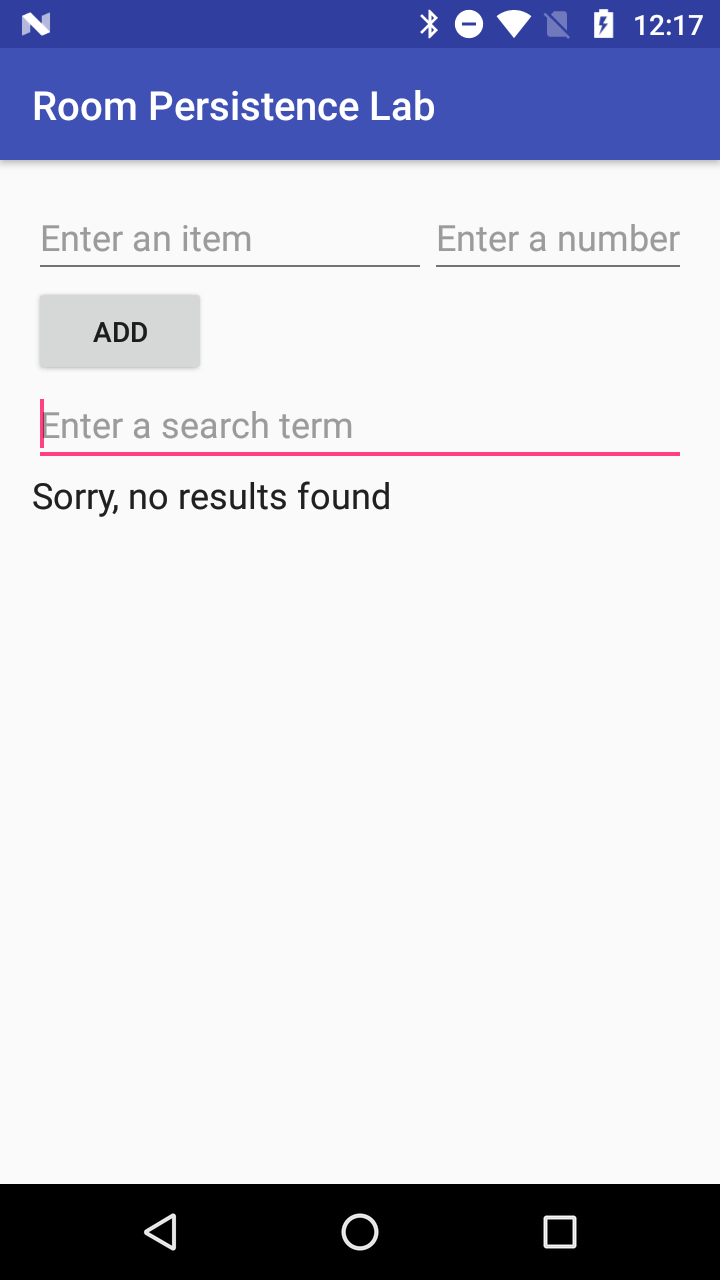 12:17
Room Persistence Lab
Enter an item Enter a number
ADD
Enter a search term
Sorry, no results found